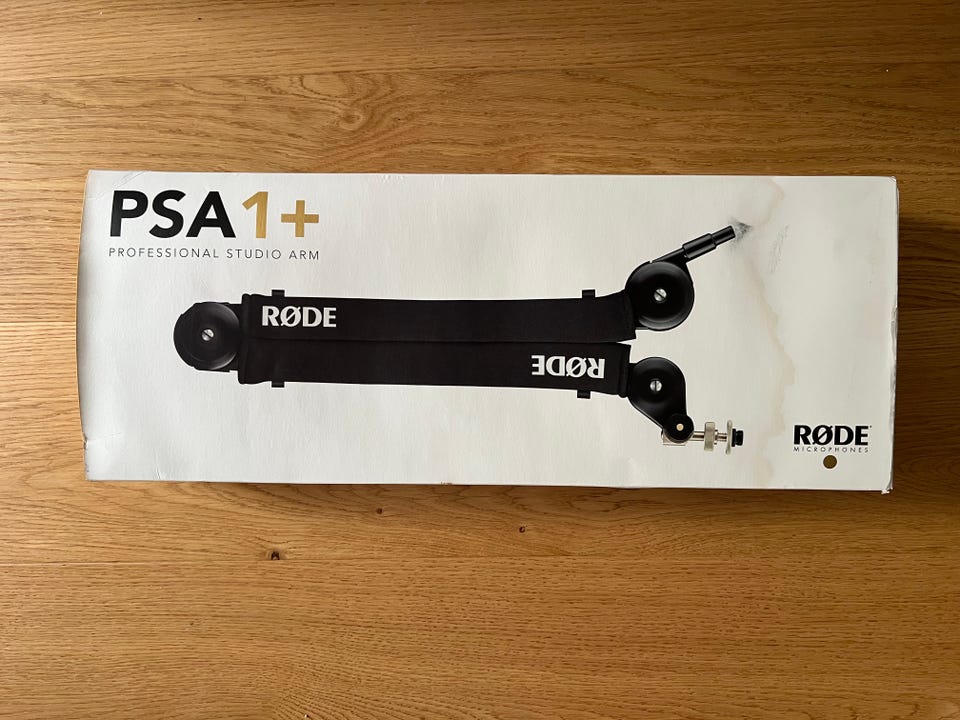 PSA1+
PROFESSIONAL STUDIO ARM
RØDE
RØDE
RØDE
MICROPHONES